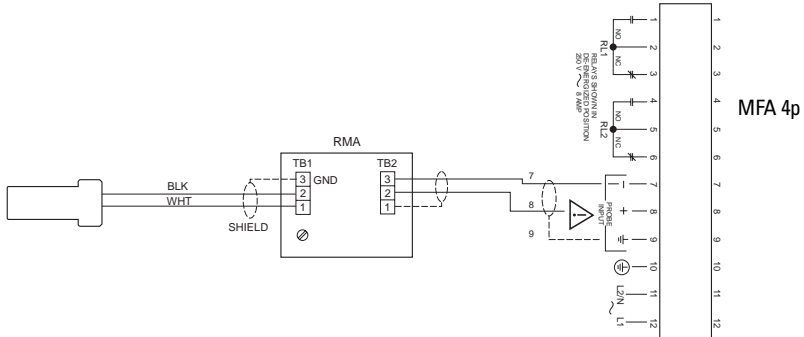 BLK
WHT
SHIELD
RMA
TB1
3
GND
2
1
TB2
3
2
1
7
8
9
RL1
NO
NC
RELAYS SHOWN IN
DE-ENERGIZED POSITION
250 V ~ 8 AMP
RL2
NO
NC
PROBE
INPUT
-
+
L2/N
~
L1
1
2
3
4
5
6
7
8
9
10
11
12
1
2
3
4
5
6
7
8
9
10
11
12
MFA 4p